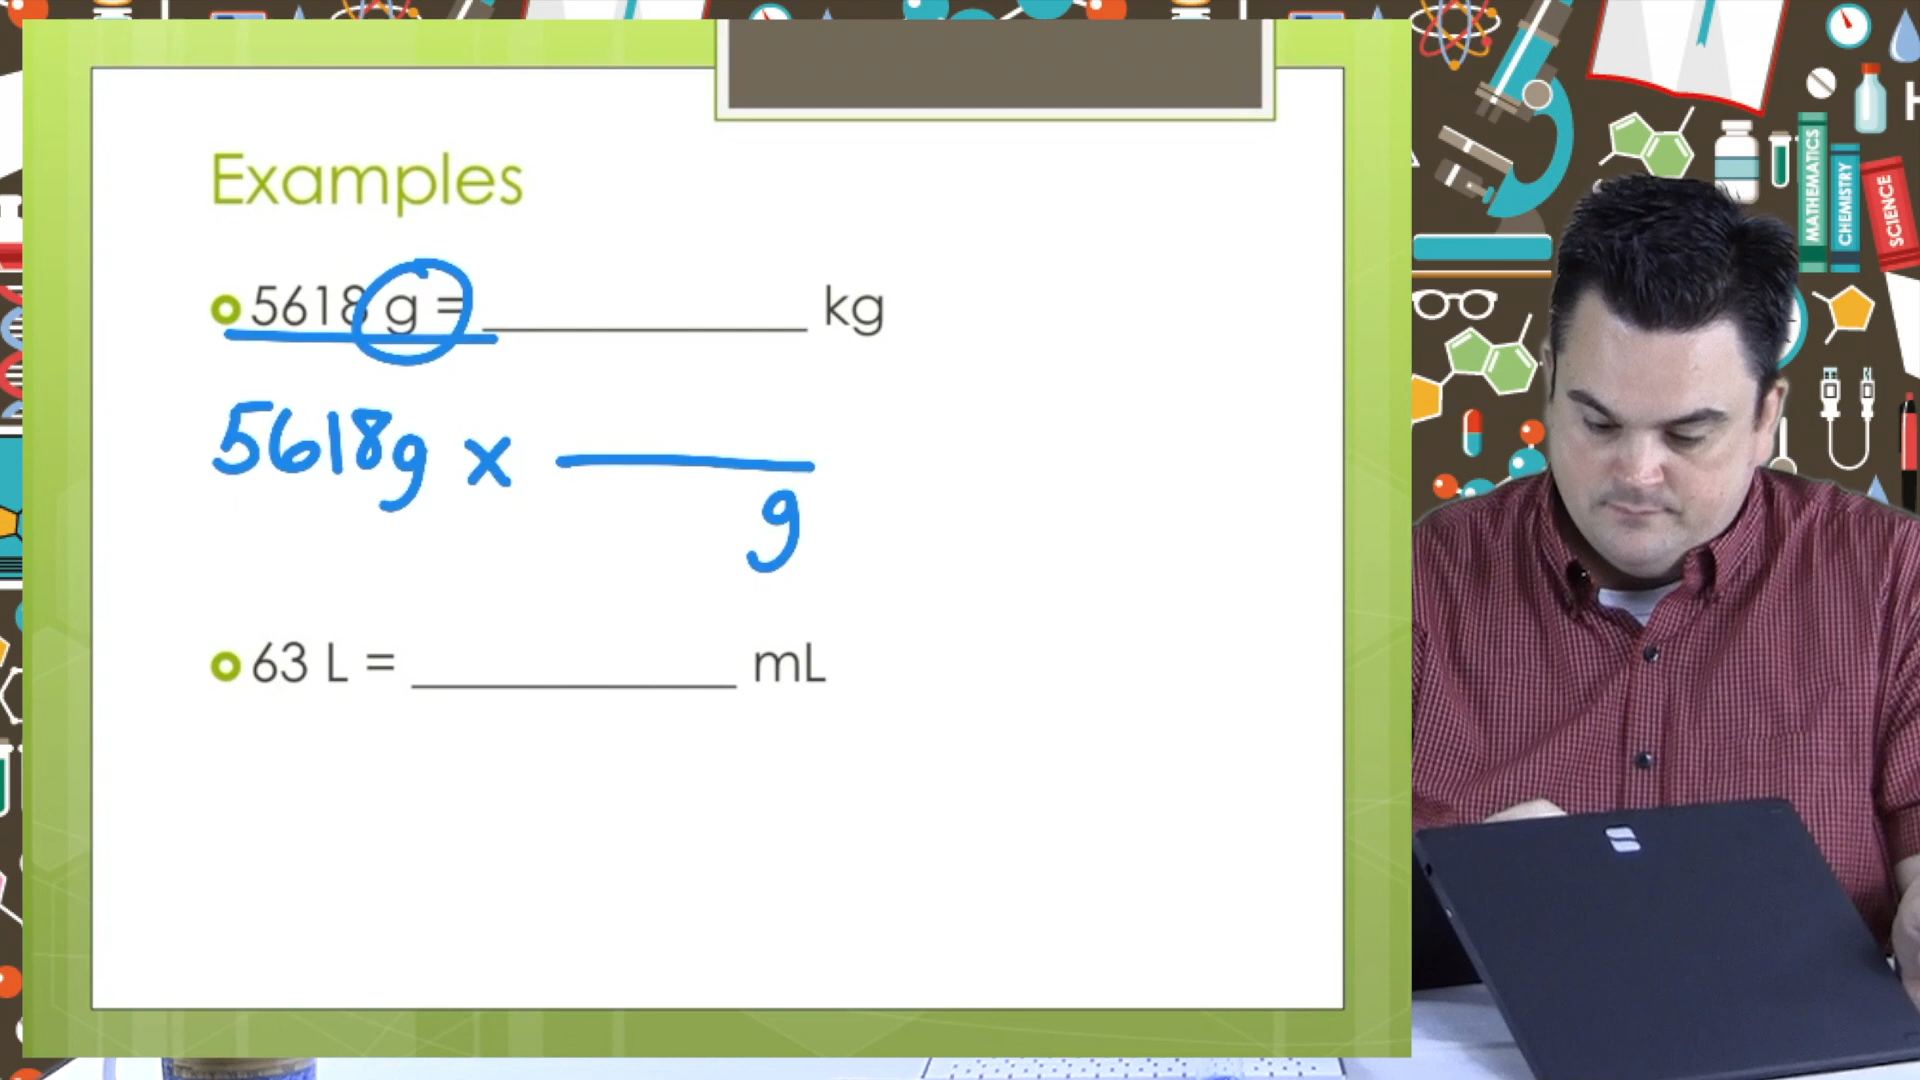 Examples
5618 g = ____________ kg
5618g x ______
g
63 L = ____________ mL
MATHEMATICS
CHEMISTRY
SCIENCE
H